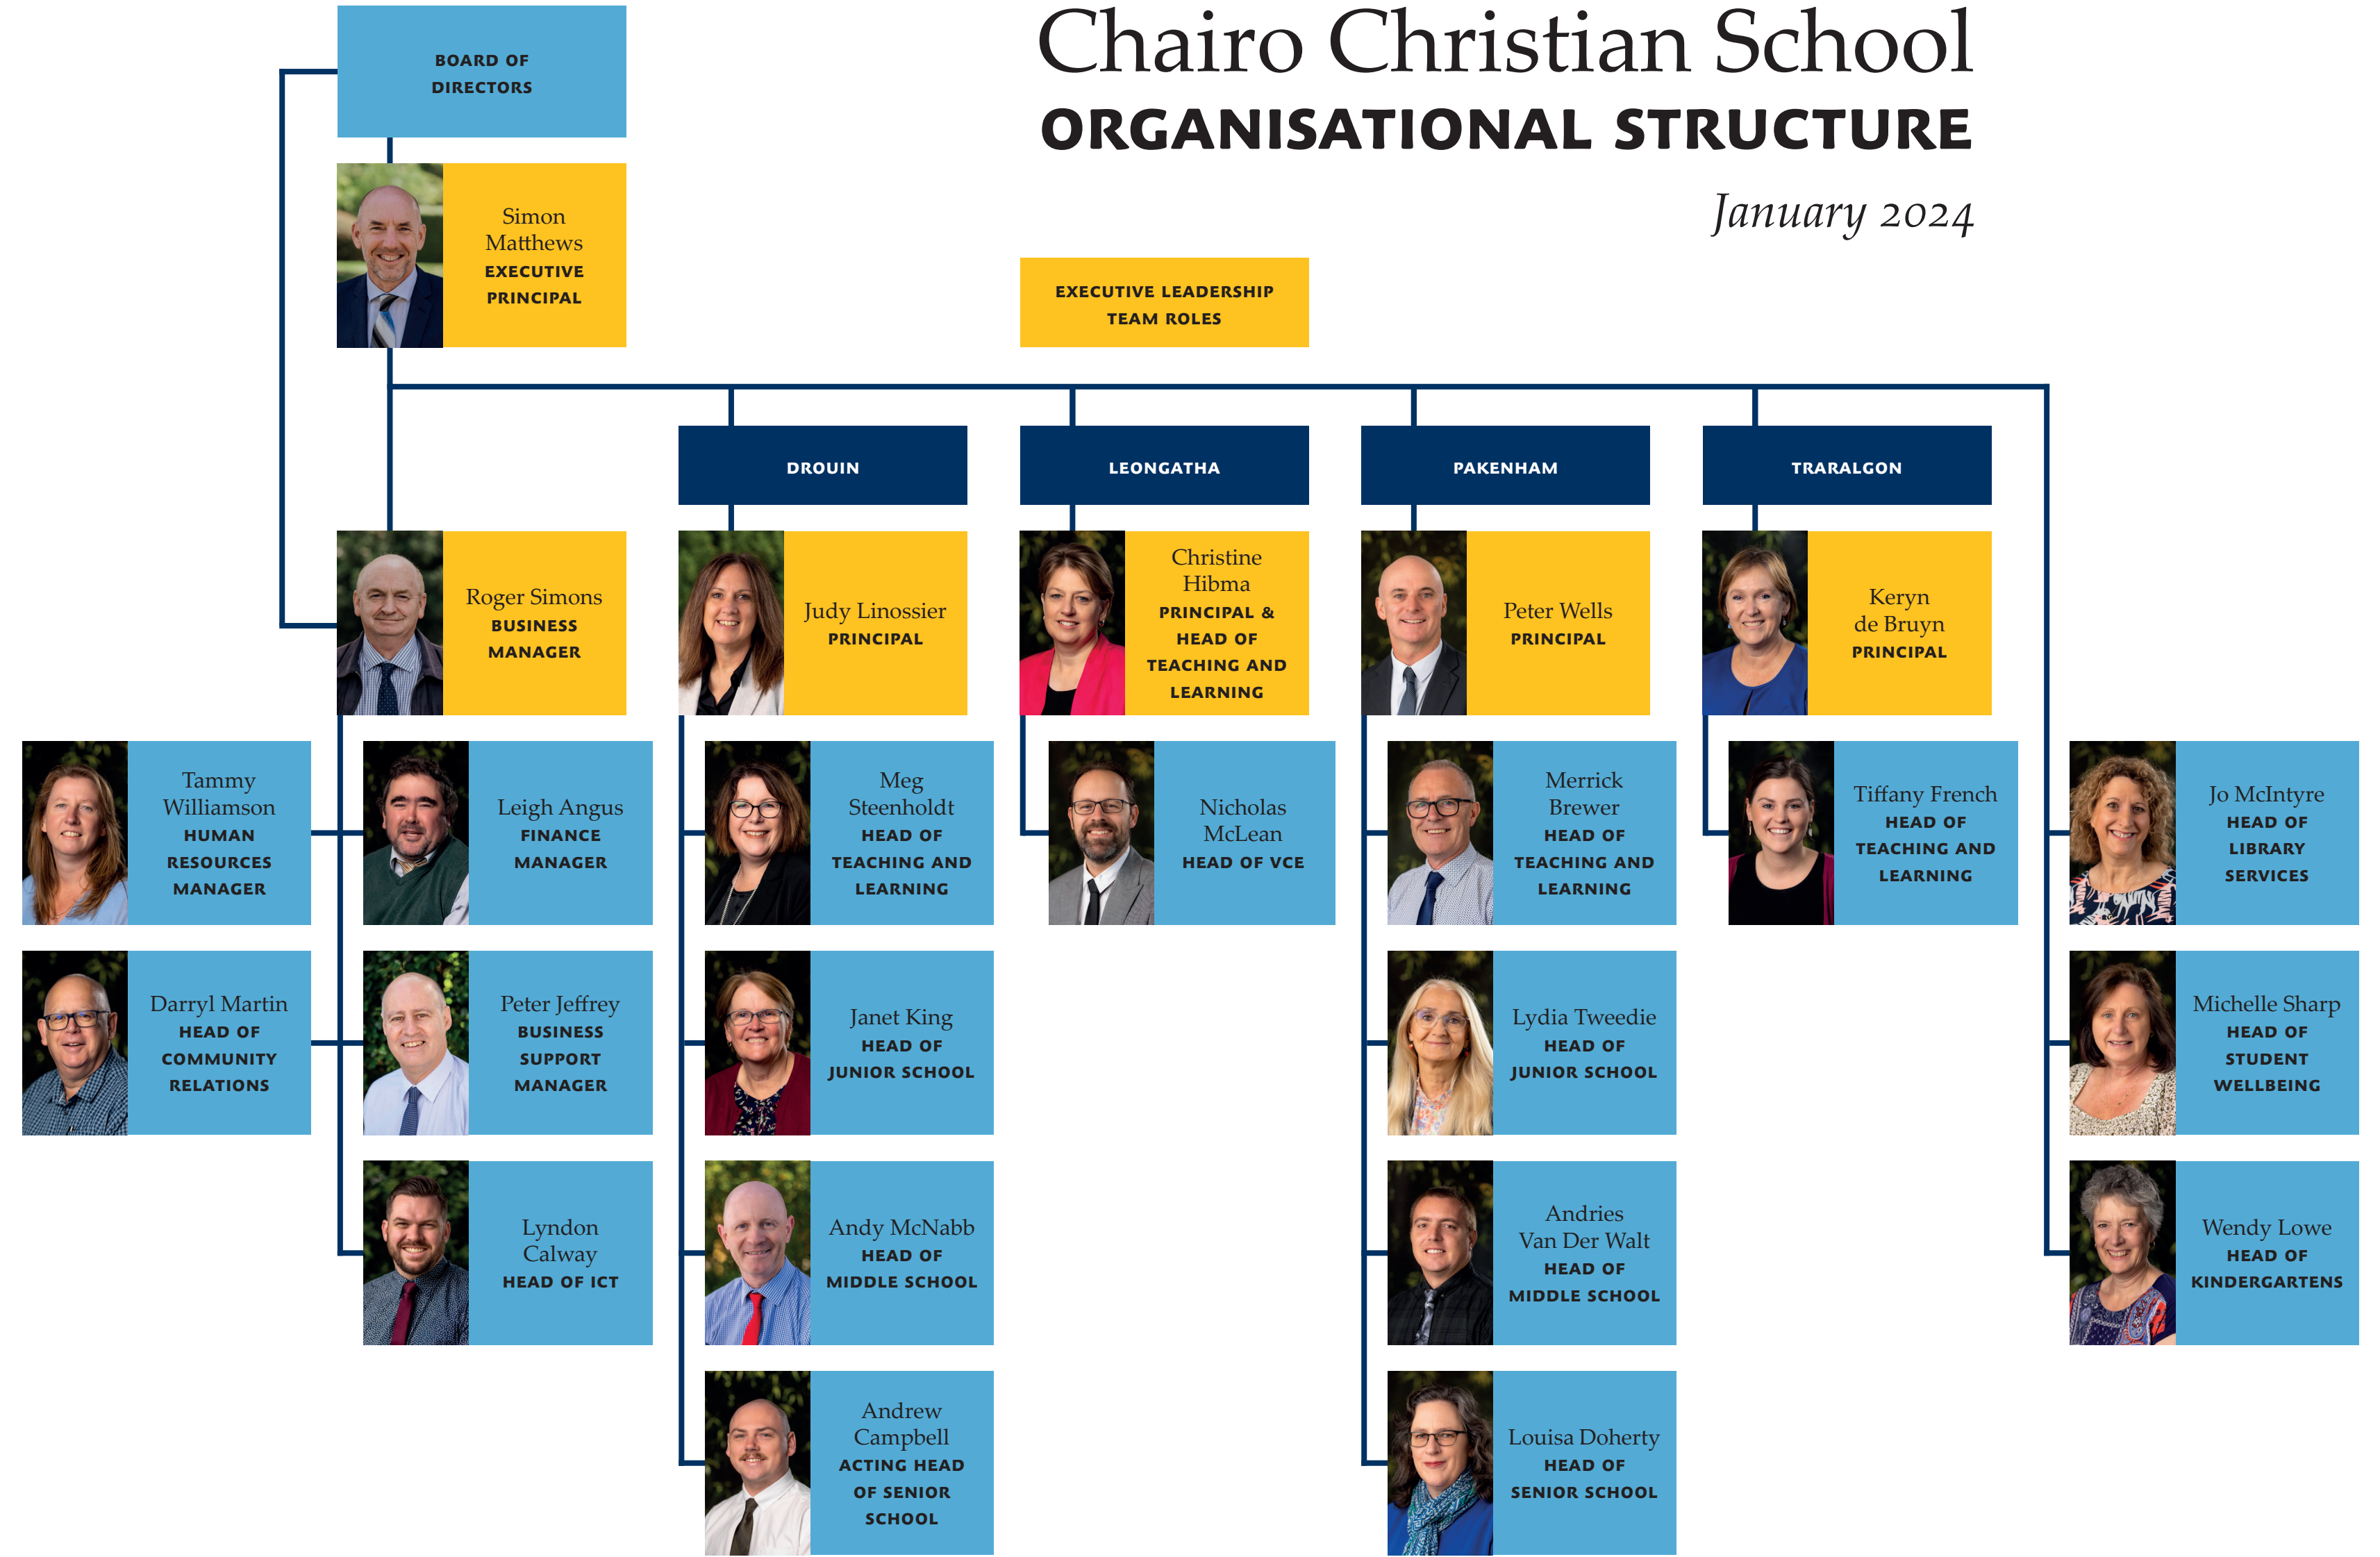 Chairo Christian School
ORGANISATIONAL STRUCTURE
January 2024
BOARD OF
DIRECTORS
Simon
Matthews
EXECUTIVE
PRINCIPAL
EXECUTIVE LEADERSHIP
TEAM ROLES
DROUIN
LEONGATHA
PAKENHAM
TRARALGON
Roger Simons
BUSINESS
MANAGER
Judy Linossier
PRINCIPAL
Christine
Hibma
PRINCIPAL &
HEAD OF
TEACHING AND
LEARNING
Peter Wells
PRINCIPAL
Keryn
de Bruyn
PRINCIPAL
Tammy
Williamson
HUMAN
RESOURCES
MANAGER
Leigh Angus
FINANCE
MANAGER
Meg
Steenholdt
HEAD OF
TEACHING AND
LEARNING
Nicholas
McLean
HEAD OF VCE
Merrick
Brewer
HEAD OF
TEACHING AND
LEARNING
Tiffany French
HEAD OF
TEACHING AND
LEARNING
Jo McIntyre
HEAD OF
LIBRARY
SERVICES
Darryl Martin
HEAD OF
COMMUNITY
RELATIONS
Peter Jeffrey
BUSINESS
SUPPORT
MANAGER
Janet King
HEAD OF
JUNIOR SCHOOL
Lydia Tweedie
HEAD OF
JUNIOR SCHOOL
Michelle Sharp
HEAD OF
STUDENT
WELLBEING
Lyndon
Calway
HEAD OF ICT
Andy McNabb
HEAD OF
MIDDLE SCHOOL
Andries
Van Der Walt
HEAD OF
MIDDLE SCHOOL
Wendy Lowe
HEAD OF
KINDERGARTENS
Andrew
Campbell
ACTING HEAD
OF SENIOR
SCHOOL
Louisa Doherty
HEAD OF
SENIOR SCHOOL